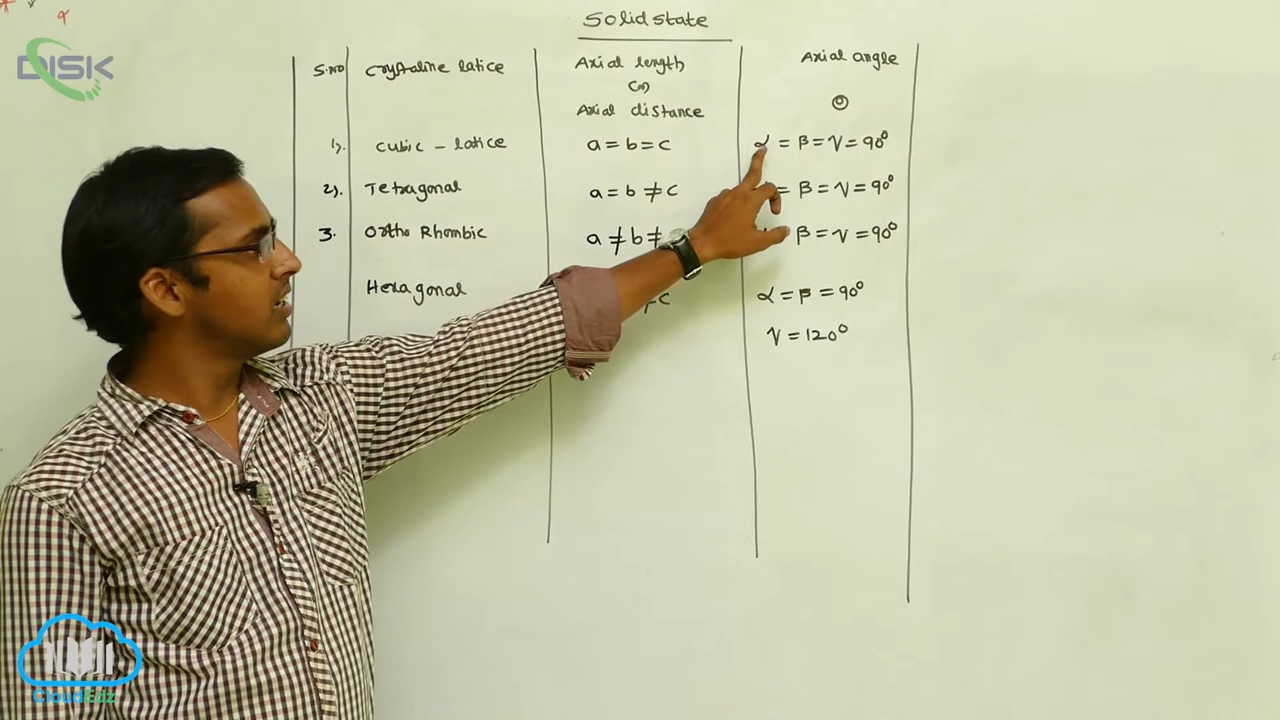 DISK
Solid state
S.NO Crystaline latice Axial length (or) Axial distance Axial angle
1). Cubic - latice a = b = c α = β = γ = 90°
2). Tetragonal a = b ≠ c = β = γ = 90°
3. Ortho Rhombic a ≠ b ≠ β = γ = 90°
Hexagonal ≠ c α = β = 90°
γ = 120°
CloudEdz